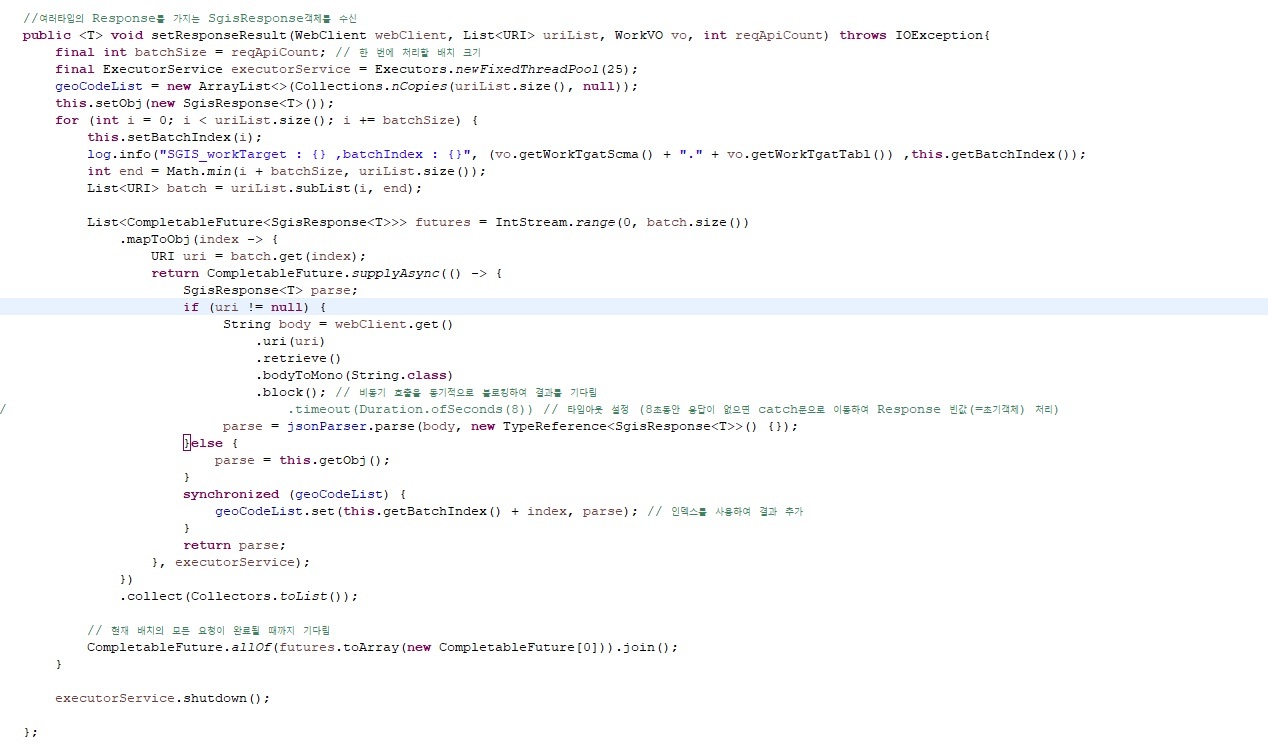 //여러타입의 Response를 가지는 SgisResponse객체를 수신
public <T> void setResponseResult(WebClient webClient, List<URI> uriList, WorkVO vo, int reqApiCount) throws IOException{
final int batchSize = reqApiCount; // 한 번에 처리할 배치 크기
final ExecutorService executorService = Executors.newFixedThreadPool(25);
geoCodeList = new ArrayList<>(Collections.nCopies(uriList.size(), null));
this.setObj(new SgisResponse<T>());
for (int i = 0; i < uriList.size(); i += batchSize) {
this.setBatchIndex(i);
log.info("SGIS_workTarget : {} ,batchIndex : {}", (vo.getWorkTgatScma() + "." + vo.getWorkTgatTabl()) ,this.getBatchIndex());
int end = Math.min(i + batchSize, uriList.size());
List<URI> batch = uriList.subList(i, end);
List<CompletableFuture<SgisResponse<T>>> futures = IntStream.range(0, batch.size())
.mapToObj(index -> {
URI uri = batch.get(index);
return CompletableFuture.supplyAsync(() -> {
SgisResponse<T> parse;
if (uri != null) {
String body = webClient.get()
.uri(uri)
.retrieve()
.bodyToMono(String.class)
.block(); // 비동기 호출을 동기적으로 블로킹하여 결과를 기다림
/ .timeout(Duration.ofSeconds(8)) // 타임아웃 설정 (8초동안 응답이 없으면 catch문으로 이동하여 Response 빈값(=초기객체) 처리)
parse = jsonParser.parse(body, new TypeReference<SgisResponse<T>>() {});
}else {
parse = this.getObj();
}
synchronized (geoCodeList) {
geoCodeList.set(this.getBatchIndex() + index, parse); // 인덱스를 사용하여 결과 추가
}
return parse;
}, executorService);
})
.collect(Collectors.toList());
// 현재 배치의 모든 요청이 완료될 때까지 기다림
CompletableFuture.allOf(futures.toArray(new CompletableFuture[0])).join();
}
executorService.shutdown();
};